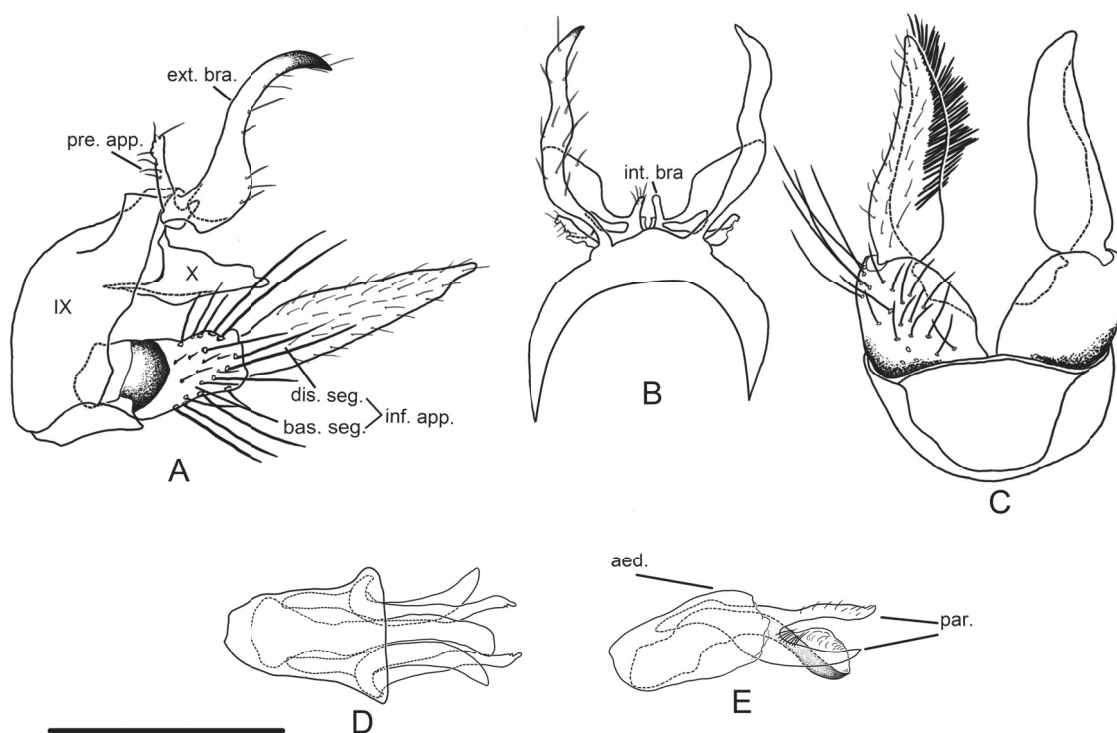 ext. bra.
pre. app.
X
IX
dis. seg.
bas. seg.
inf. app.
A
int. bra
B
C
D
aed.
par.
E